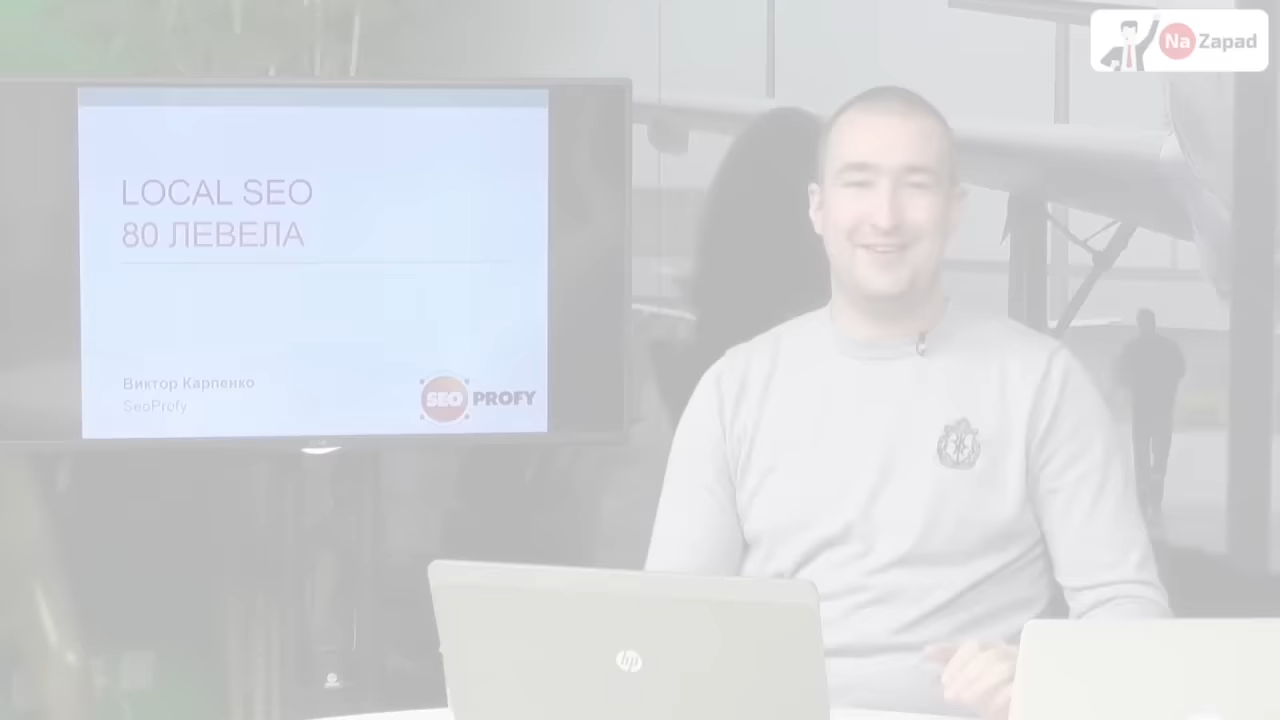 Na Zapad
LOCAL SEO
80 ЛЕВЕЛА
Виктор Карпенко
SeoProfy
SEO PROFY
hp